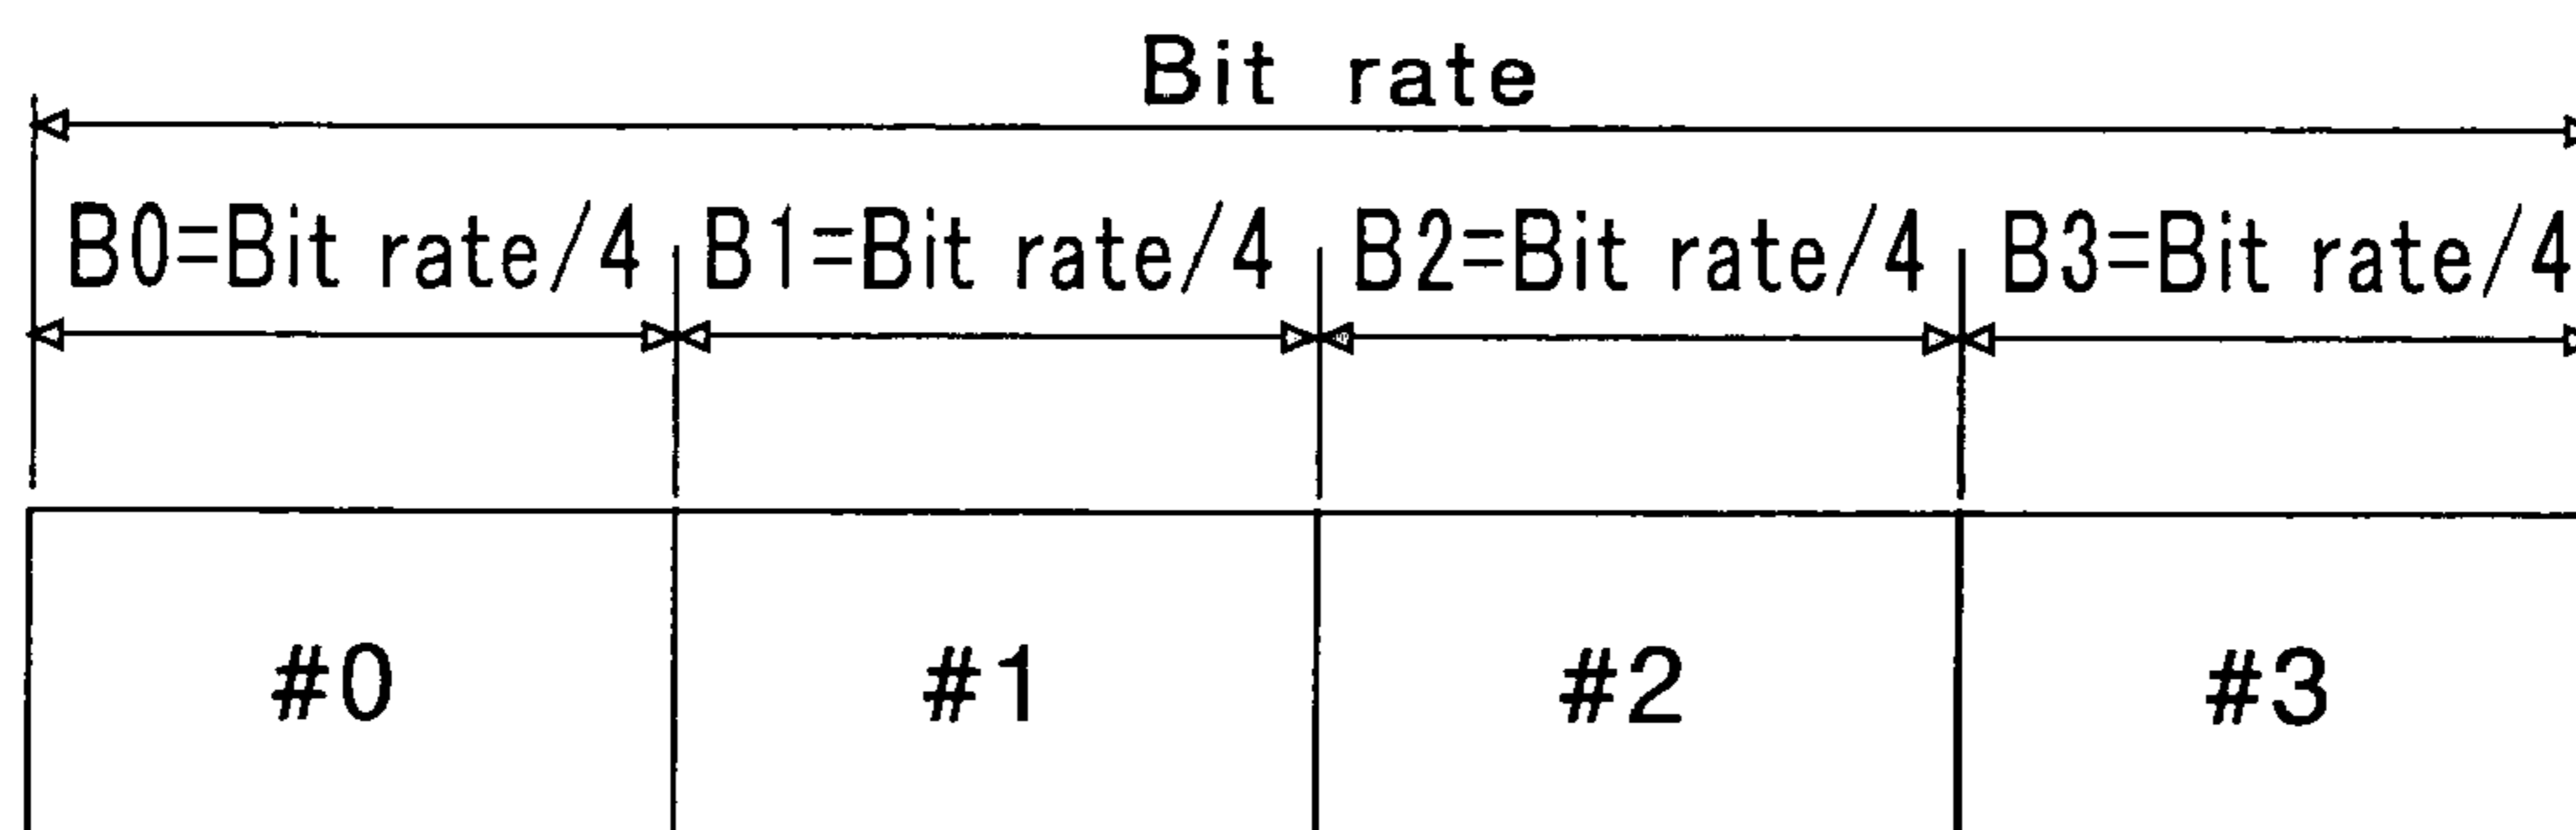 Bit rate
B0=Bit rate/4 B1=Bit rate/4 B2=Bit rate/4 B3=Bit rate/4
#0 #1 #2 #3